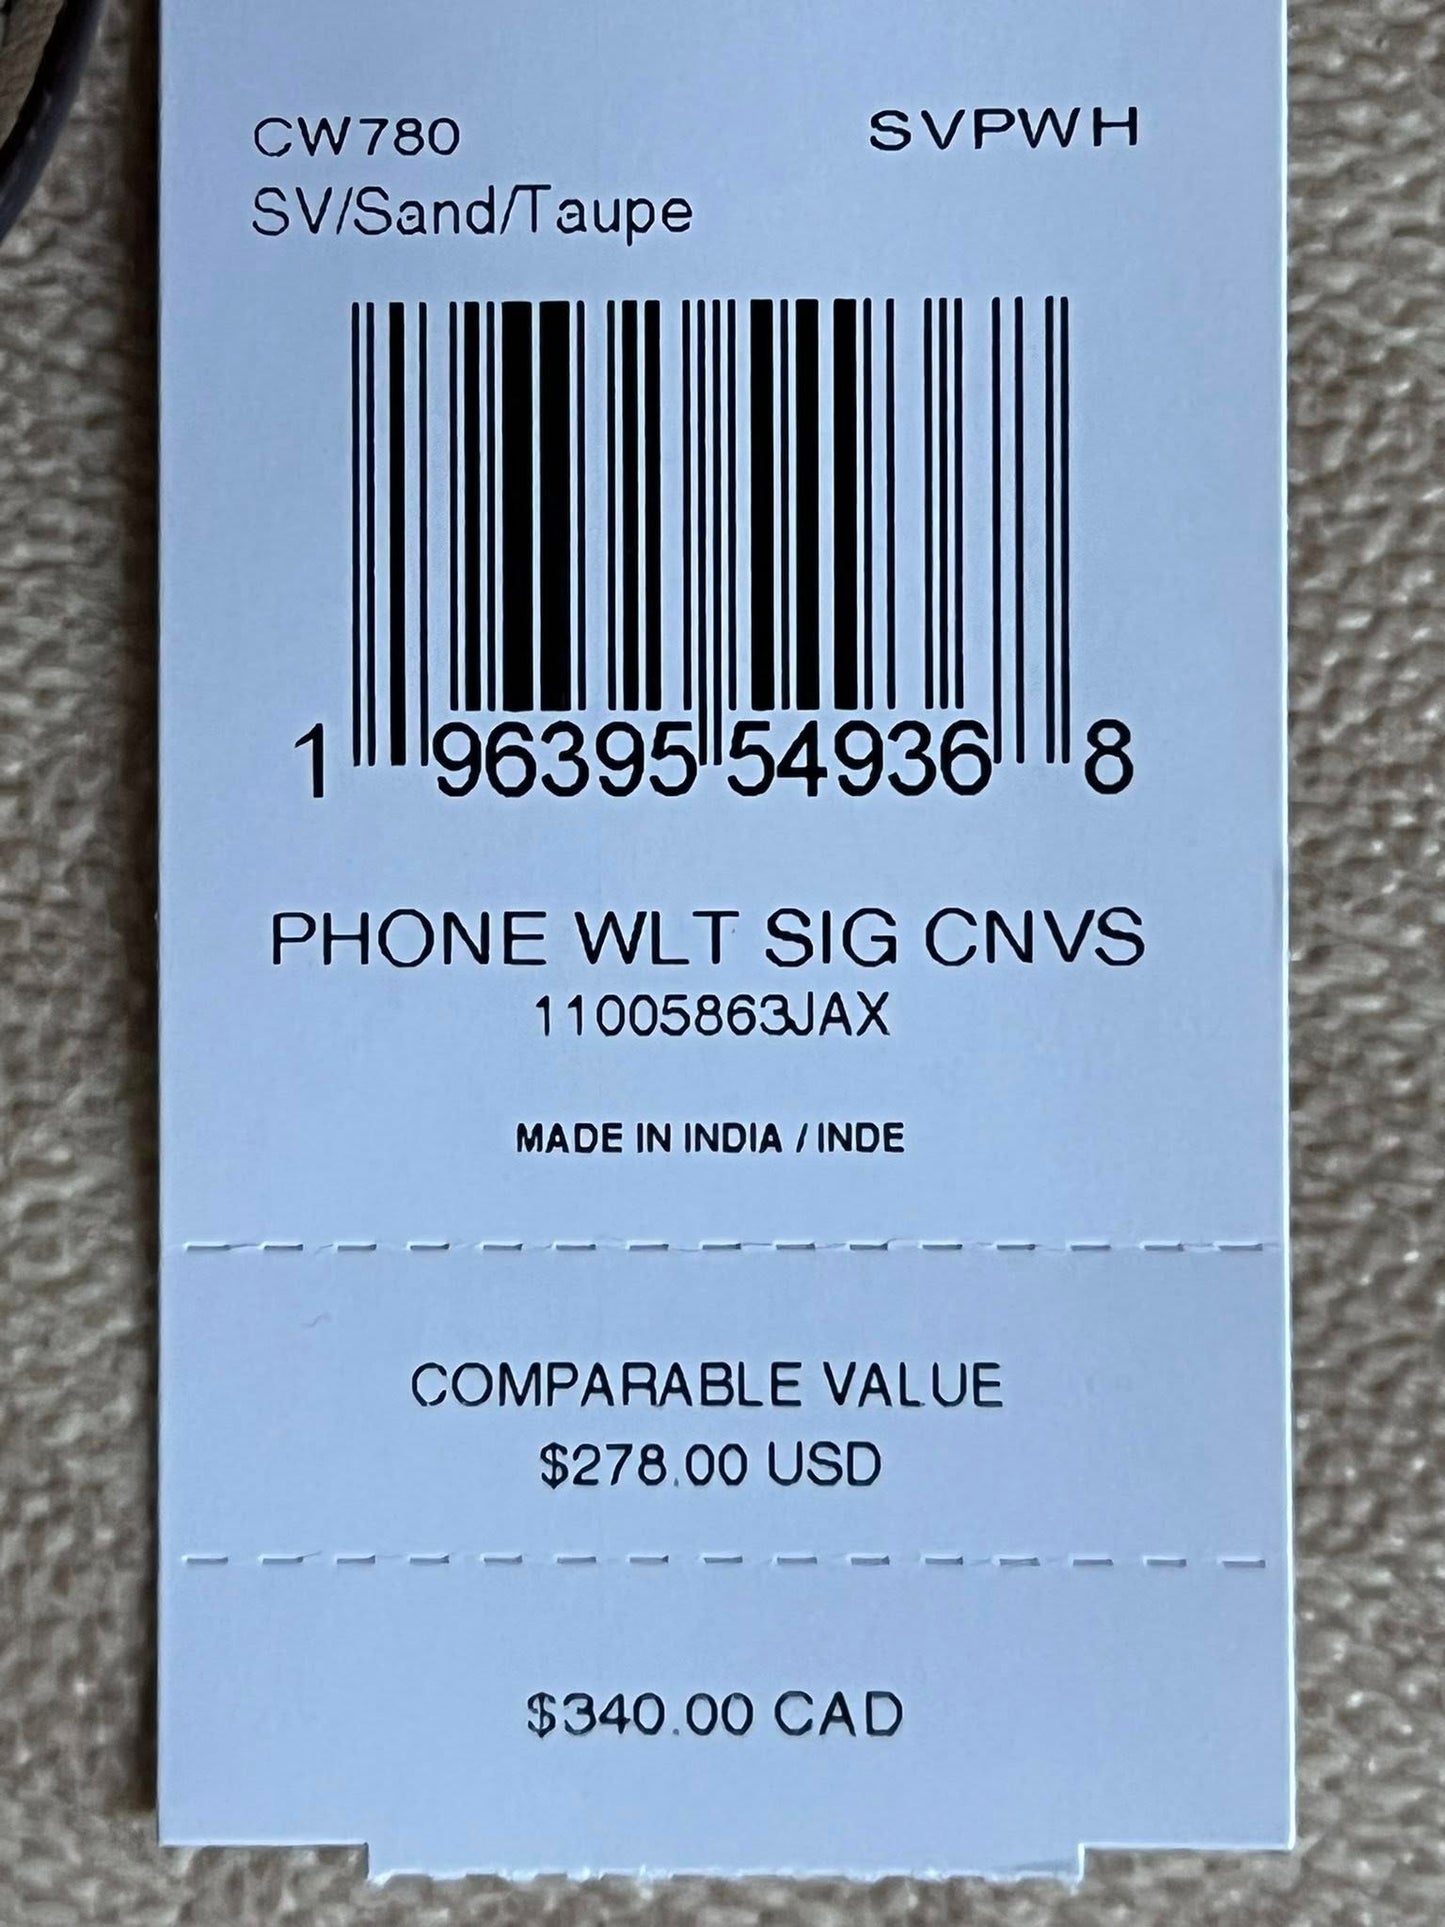 CW780 SVPWH
SV/Sand/Taupe
1 96395 54936 8
PHONE WLT SIG CNVS
11005863JAX
MADE IN INDIA / INDE
COMPARABLE VALUE
$278.00 USD
$340.00 CAD